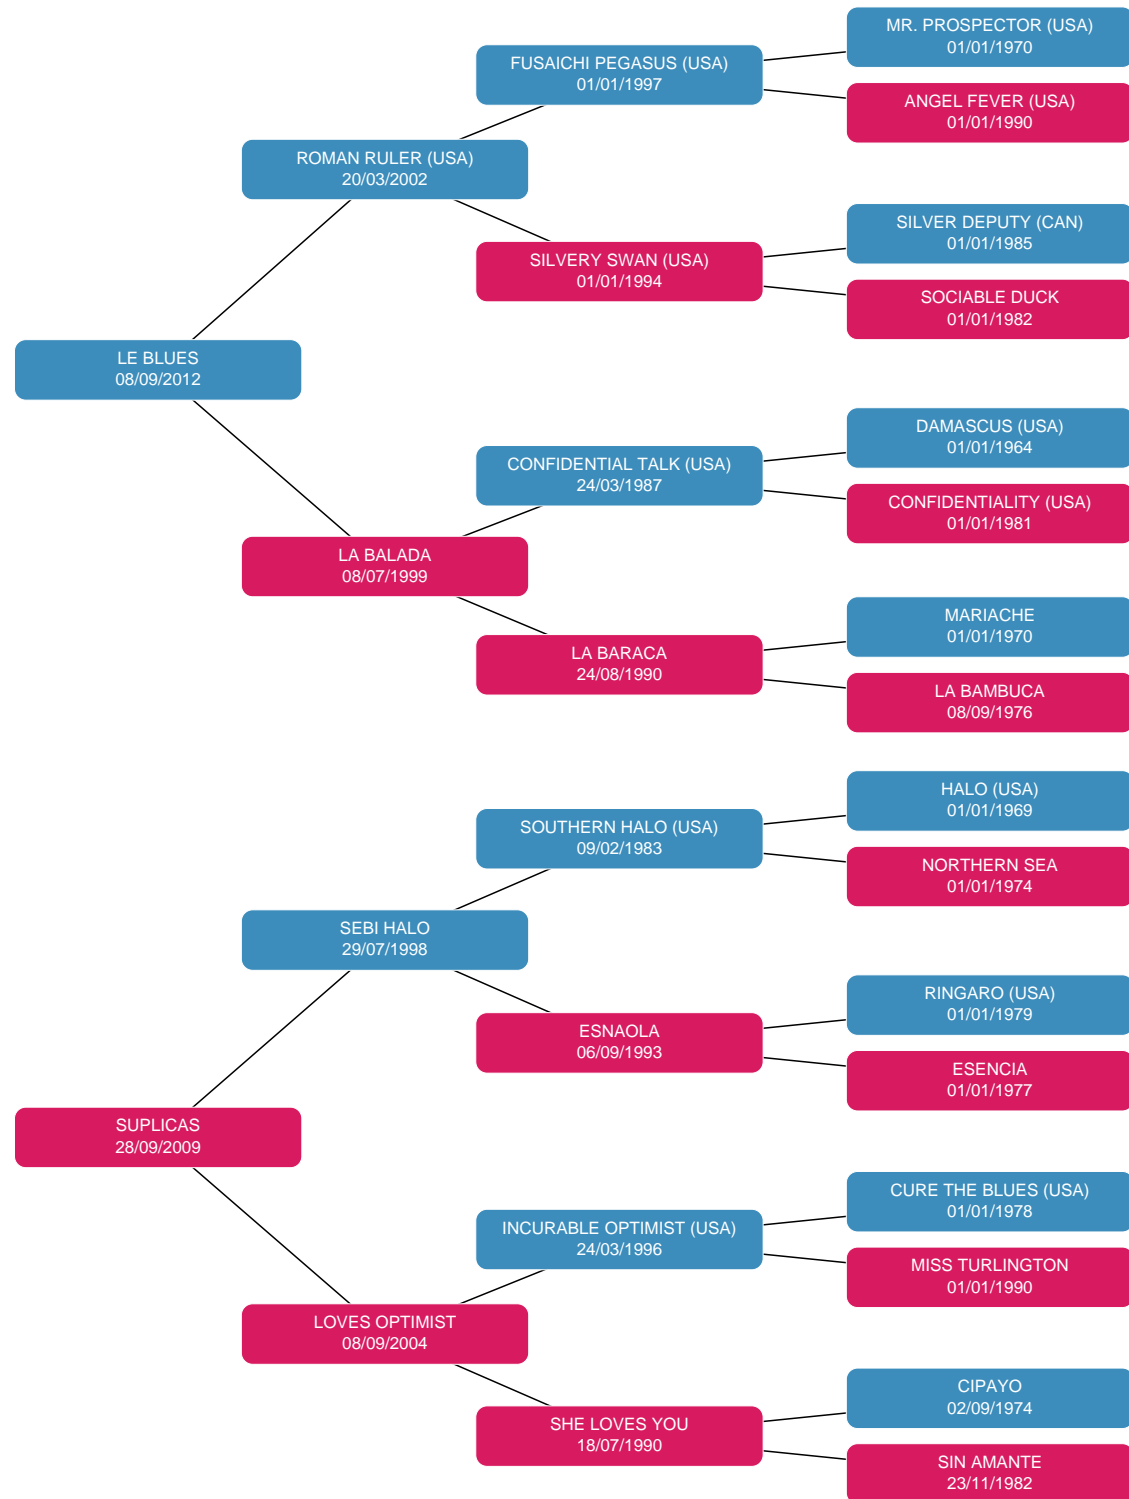 MR. PROSPECTOR (USA)
01/01/1970
FUSAICHI PEGASUS (USA)
01/01/1997
ANGEL FEVER (USA)
01/01/1990
ROMAN RULER (USA)
20/03/2002
SILVER DEPUTY (CAN)
01/01/1985
SILVERY SWAN (USA)
01/01/1994
SOCIABLE DUCK
01/01/1982
LE BLUES
08/09/2012
DAMASCUS (USA)
01/01/1964
CONFIDENTIAL TALK (USA)
24/03/1987
CONFIDENTIALITY (USA)
01/01/1981
LA BALADA
08/07/1999
MARIACHE
01/01/1970
LA BARACA
24/08/1990
LA BAMBUCA
08/09/1976
HALO (USA)
01/01/1969
SOUTHERN HALO (USA)
09/02/1983
NORTHERN SEA
01/01/1974
SEBI HALO
29/07/1998
RINGARO (USA)
01/01/1979
ESNAOLA
06/09/1993
ESENCIA
01/01/1977
SUPLICAS
28/09/2009
CURE THE BLUES (USA)
01/01/1978
INCURABLE OPTIMIST (USA)
24/03/1996
MISS TURLINGTON
01/01/1990
LOVES OPTIMIST
08/09/2004
CIPAYO
02/09/1974
SHE LOVES YOU
18/07/1990
SIN AMANTE
23/11/1982